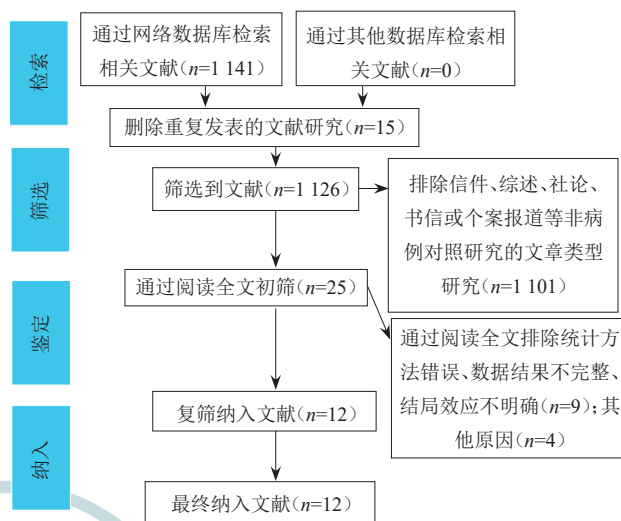 检索
通过网络数据库检索
相关文献(n=1 141)
通过其他数据库检索相
关文献(n=0)
删除重复发表的文献研究(n=15)
筛选
筛选到文献(n=1 126)
排除信件、综述、社论、
书信或个案报道等非病
例对照研究的文章类型
研究(n=1 101)
鉴定
通过阅读全文初筛(n=25)
通过阅读全文排除统计方
法错误、数据结果不完整、
结局效应不明确(n=9);其
他原因(n=4)
纳入
复筛纳入文献(n=12)
最终纳入文献(n=12)